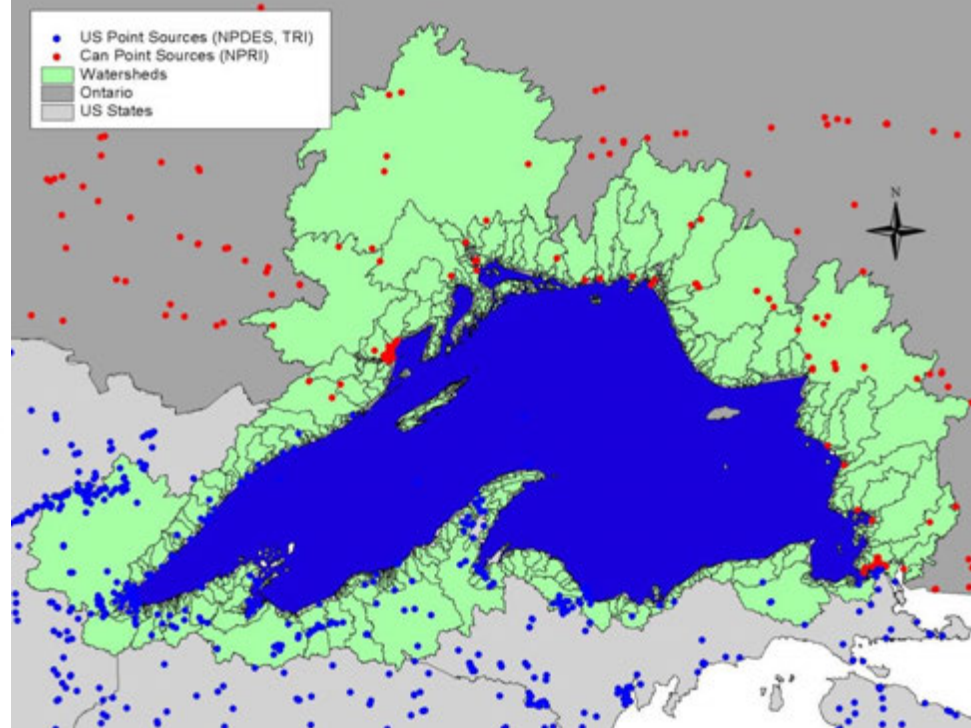 US Point Sources (NPDES, TRI)
Can Point Sources (NPRI)
Watersheds
Ontario
US States
N